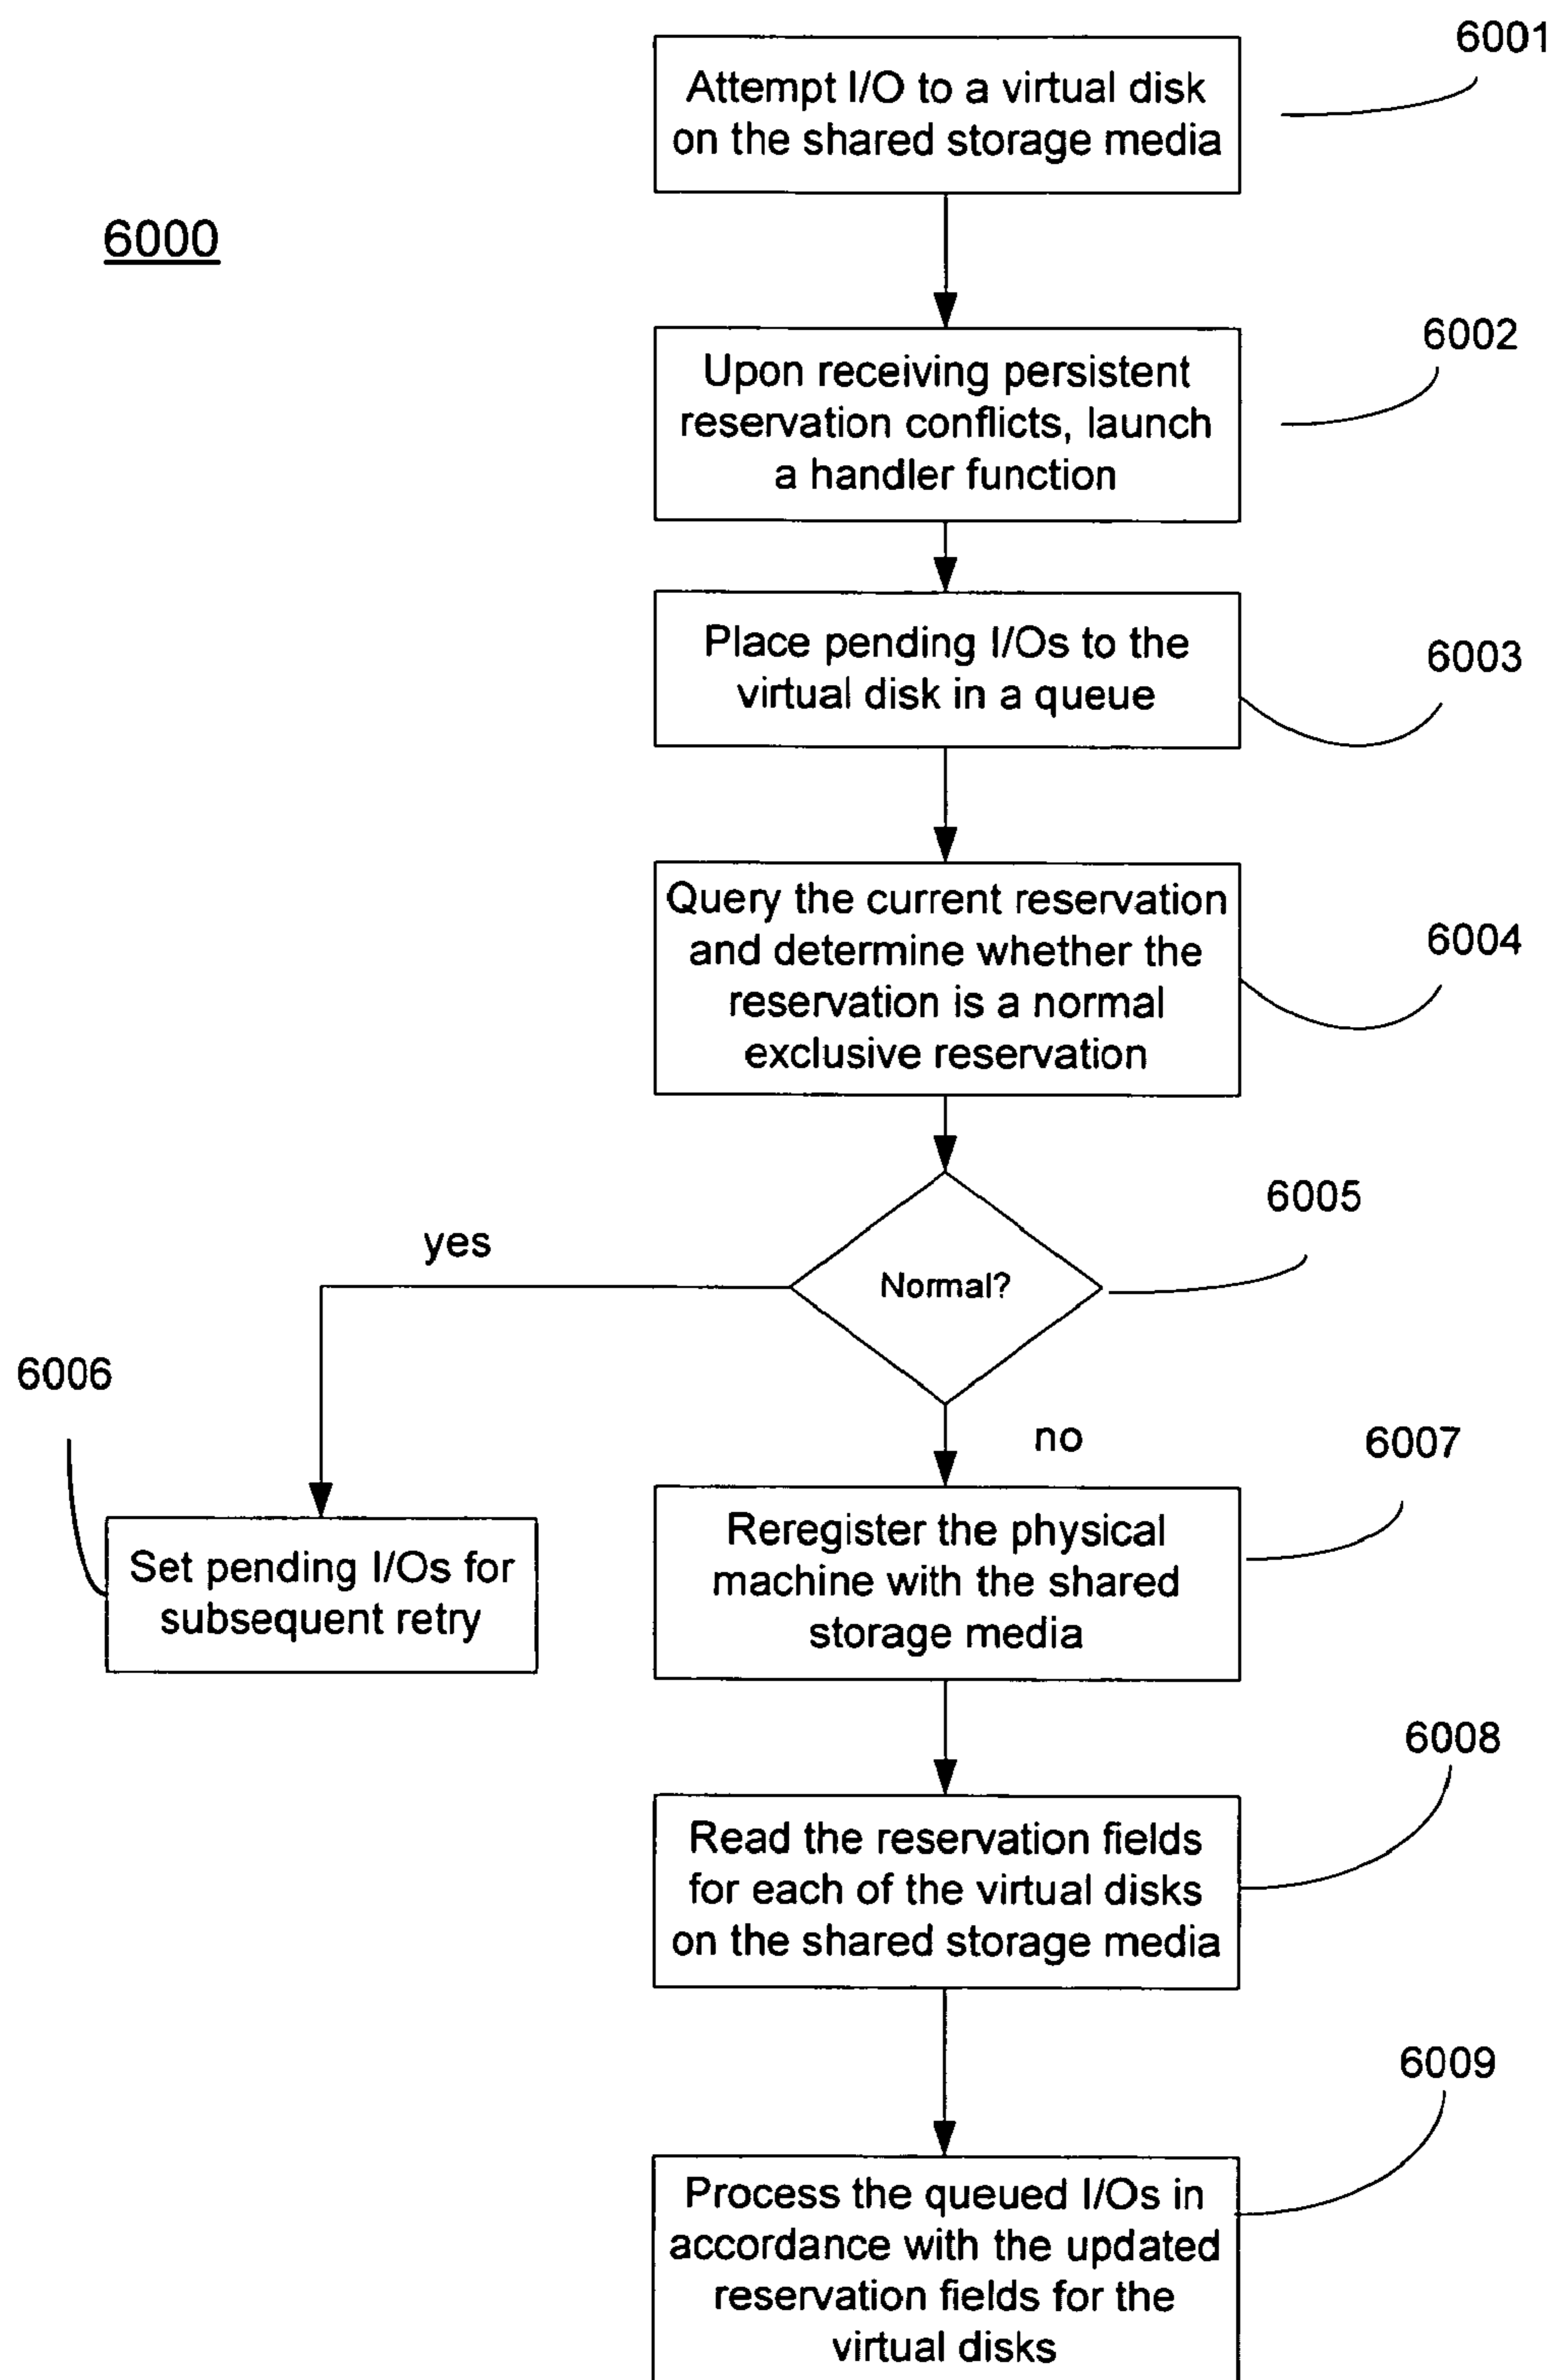 6001
Attempt I/O to a virtual disk
on the shared storage media
6000
6002
Upon receiving persistent
reservation conflicts, launch
a handler function
6003
Place pending I/Os to the
virtual disk in a queue
6004
Query the current reservation
and determine whether the
reservation is a normal
exclusive reservation
6005
yes
Normal?
6006
no
6007
Set pending I/Os for
subsequent retry
Reregister the physical
machine with the shared
storage media
6008
Read the reservation fields
for each of the virtual disks
on the shared storage media
6009
Process the queued I/Os in
accordance with the updated
reservation fields for the
virtual disks